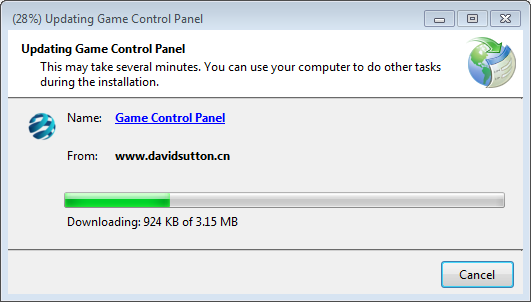 (28%) Updating Game Control Panel
Updating Game Control Panel
This may take several minutes. You can use your computer to do other tasks
during the installation.
Name: Game Control Panel
From: www.davidsutton.cn
Downloading: 924 KB of 3.15 MB
Cancel